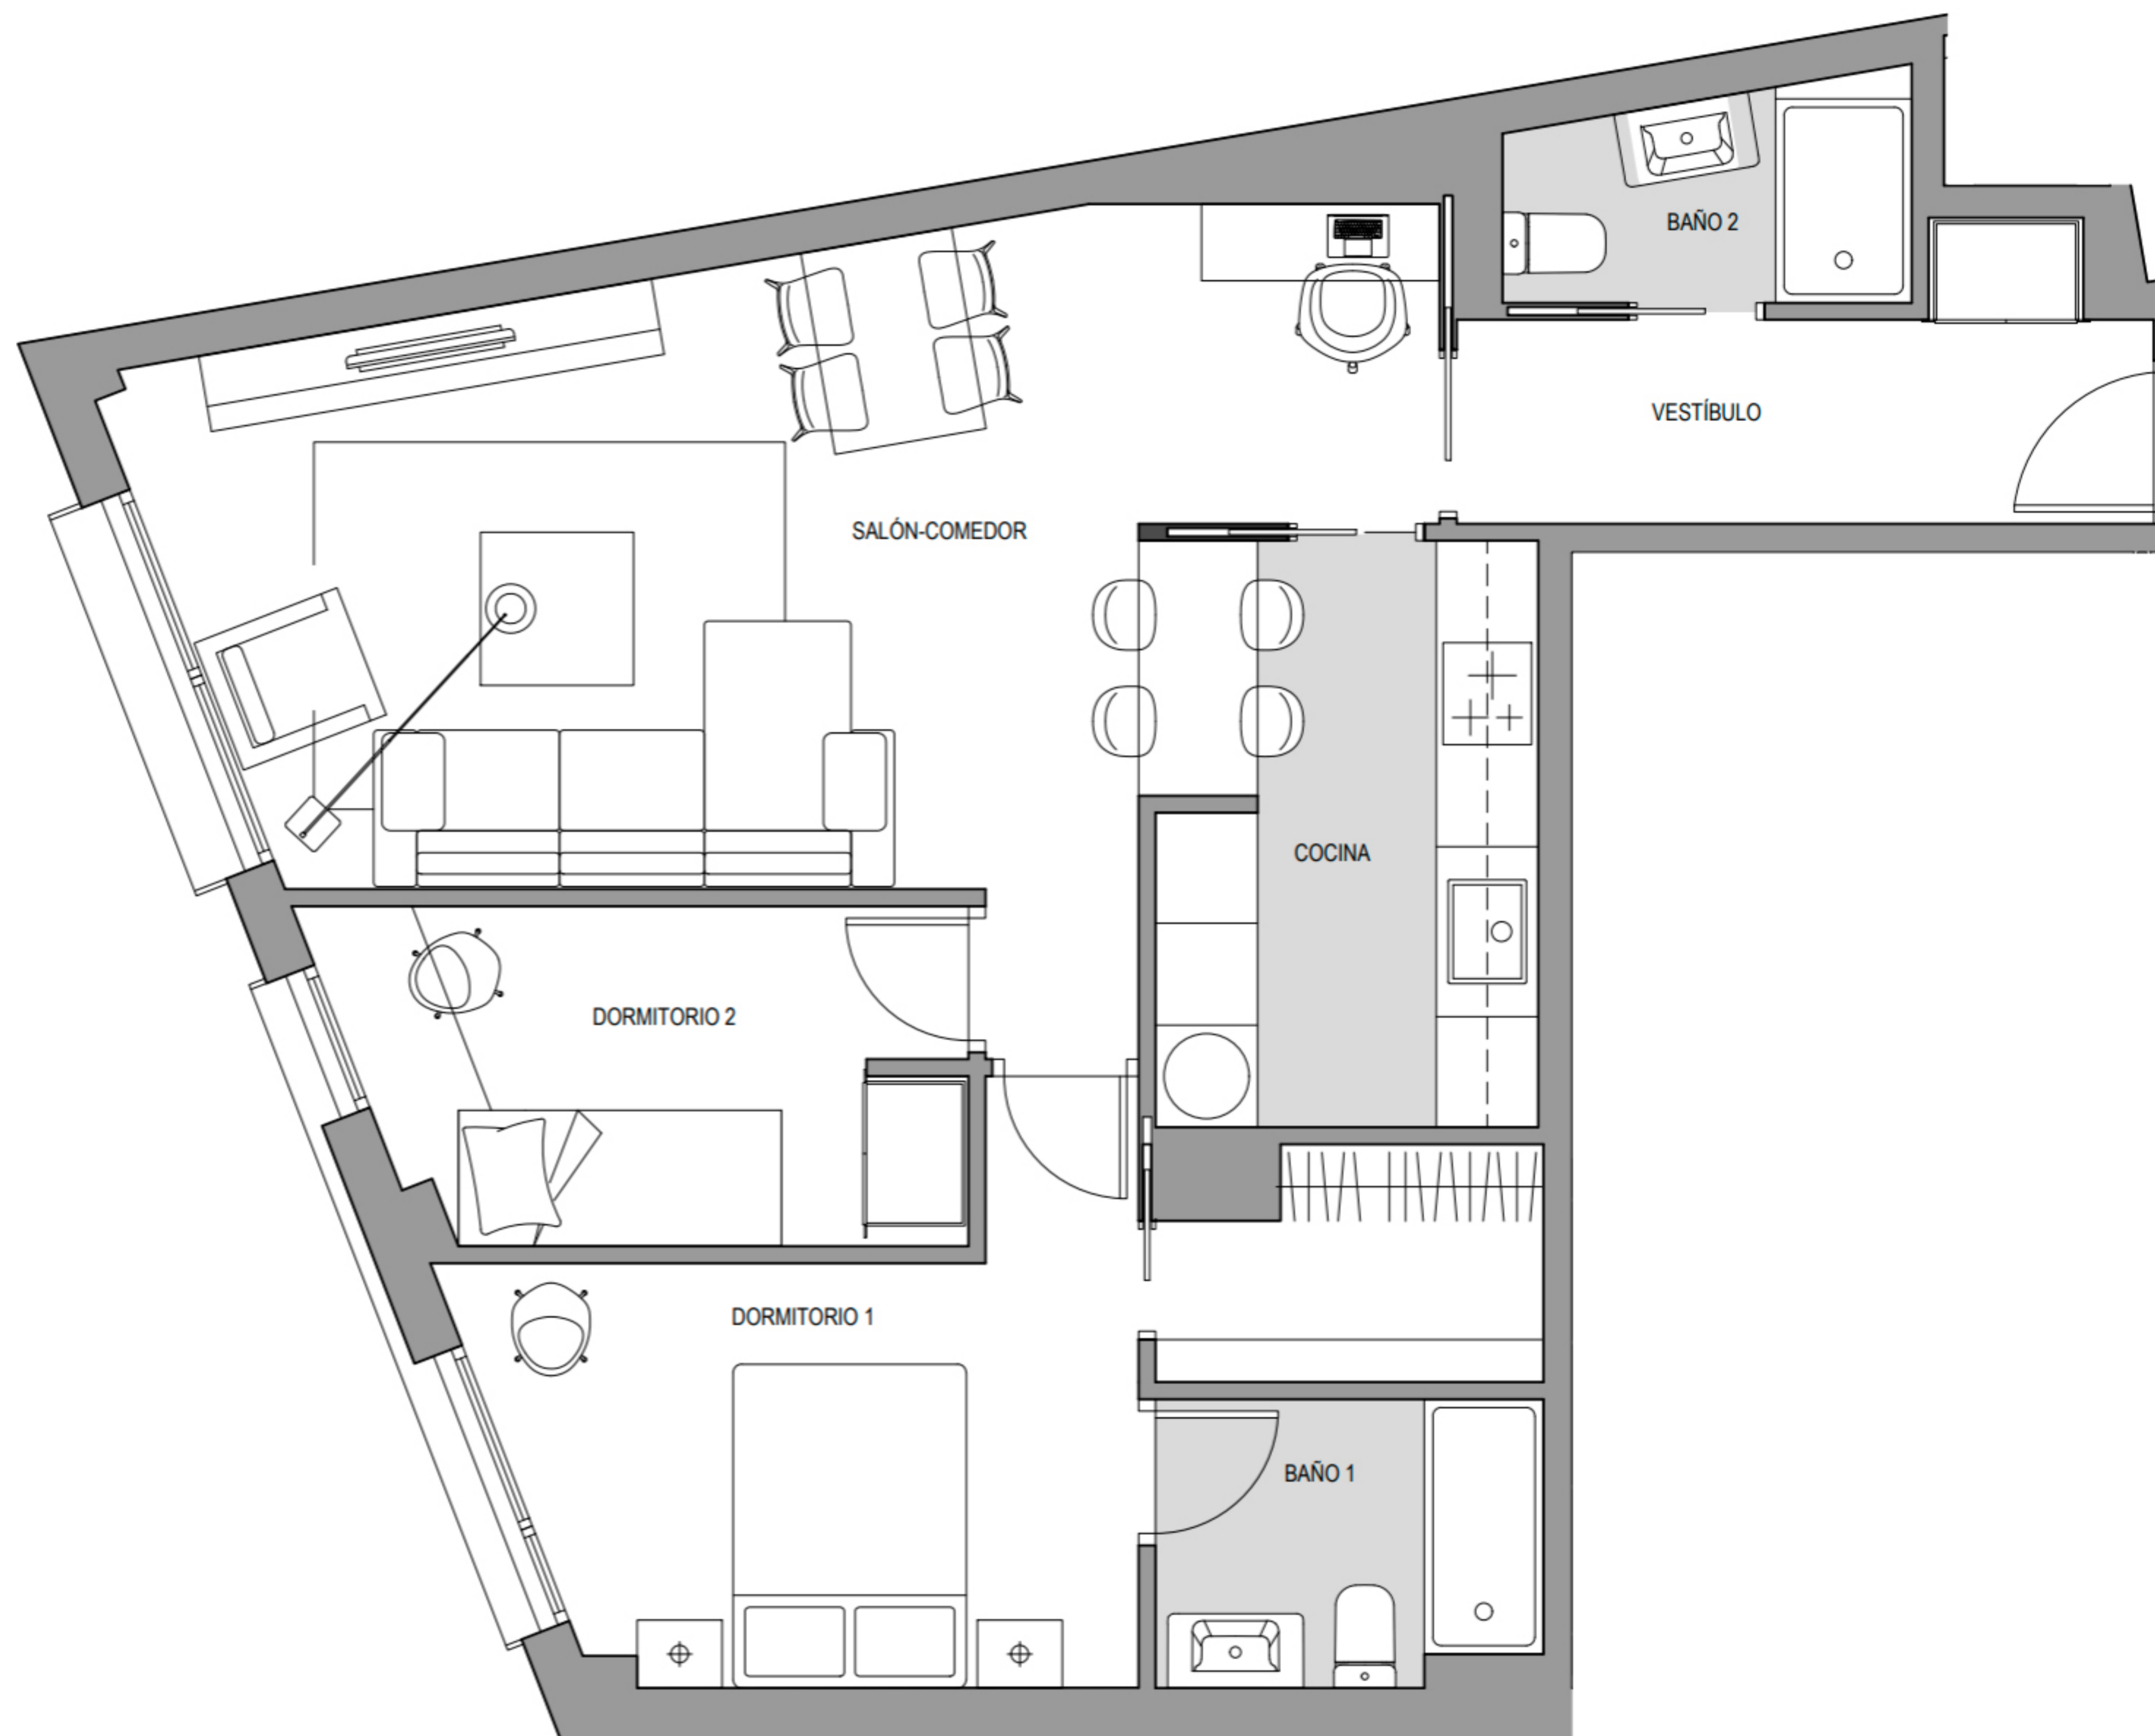 BAÑO 2
VESTÍBULO
SALÓN-COMEDOR
COCINA
DORMITORIO 2
DORMITORIO 1
BAÑO 1